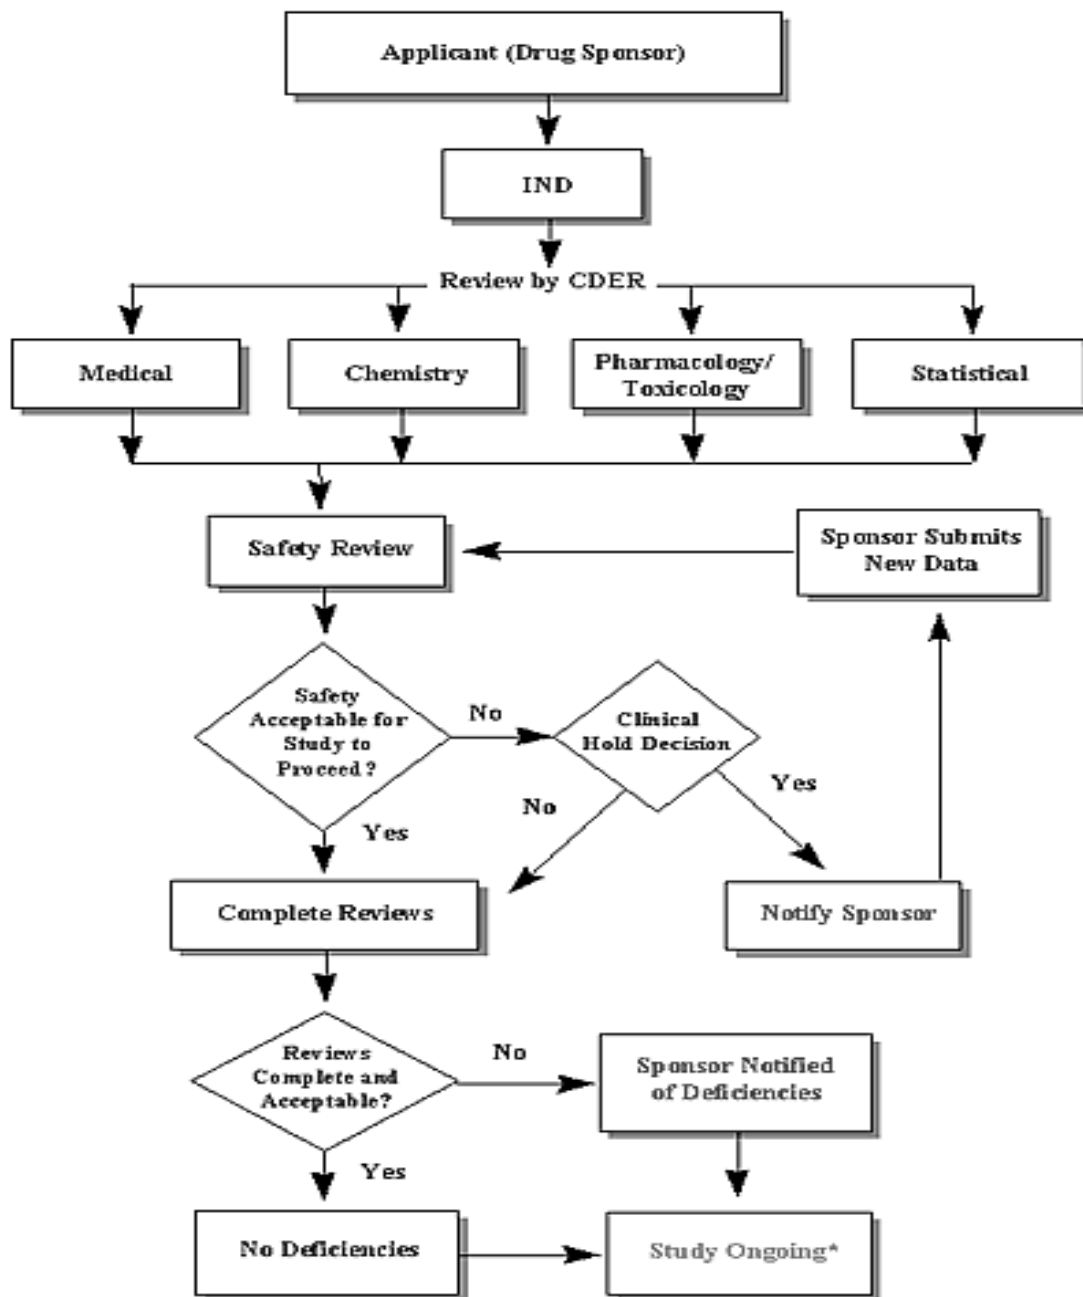 Applicant (Drug Sponsor)
IND
Review by CDER
Medical
Chemistry
Pharmacology/
Toxicology
Statistical
Safety Review
Sponsor Submits
New Data
Safety
Acceptable for
Study to
Proceed?
No
Clinical
Hold Decision
Yes
No
Yes
Complete Reviews
Notify Sponsor
Reviews
Complete and
Acceptable?
No
Sponsor Notified
of Deficiencies
Yes
No Deficiencies
Study Ongoing*